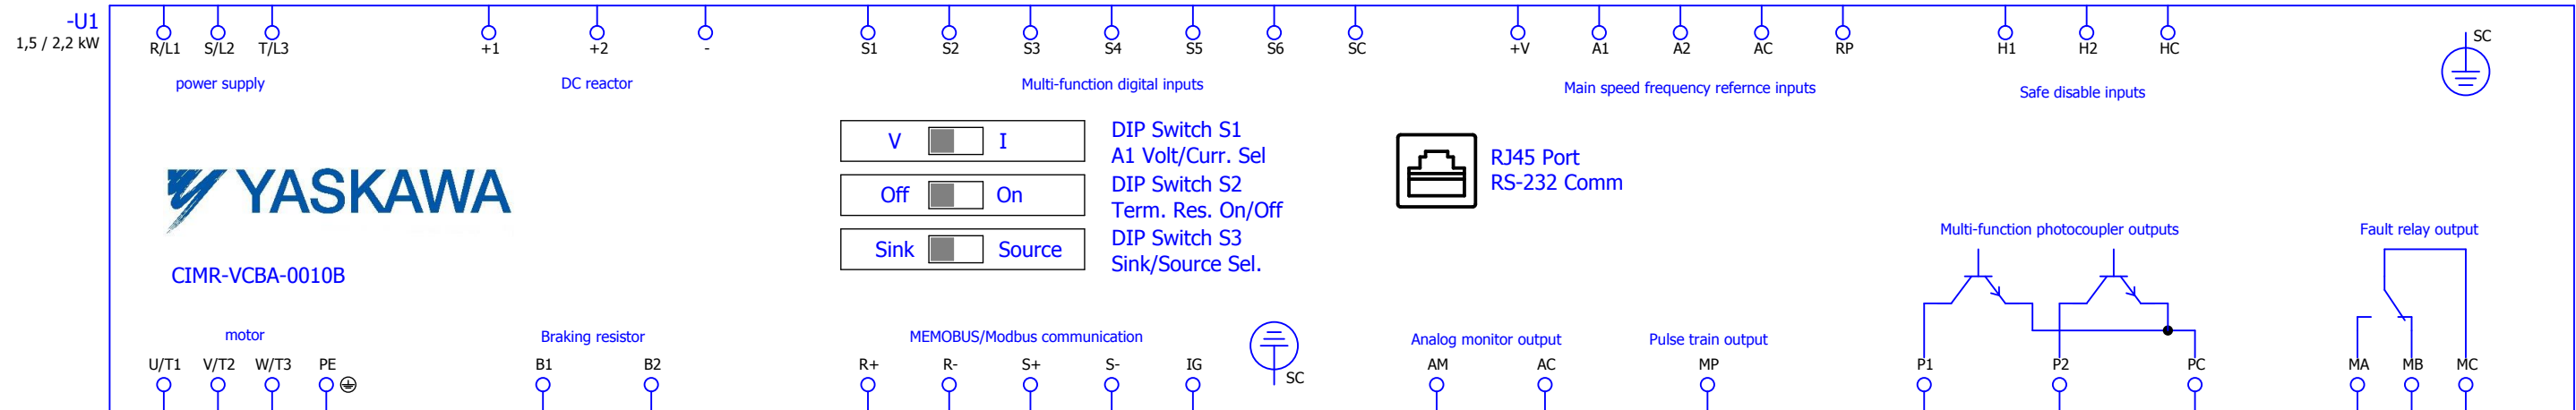 -U1
1,5 / 2,2 kW
R/L1 S/L2 T/L3 +1 +2 - S1 S2 S3 S4 S5 S6 SC +V A1 A2 AC RP H1 H2 HC SC
power supply DC reactor Multi-function digital inputs Main speed frequency refernce inputs Safe disable inputs
V I DIP Switch S1
A1 Volt/Curr. Sel
Off On DIP Switch S2
Term. Res. On/Off
Sink Source DIP Switch S3
Sink/Source Sel.
RJ45 Port
RS-232 Comm
YASKAWA
CIMR-VCBA-0010B
Multi-function photocoupler outputs Fault relay output
motor Braking resistor MEMOBUS/Modbus communication Analog monitor output Pulse train output
U/T1 V/T2 W/T3 PE B1 B2 R+ R- S+ S- IG SC AM AC MP P1 P2 PC MA MB MC